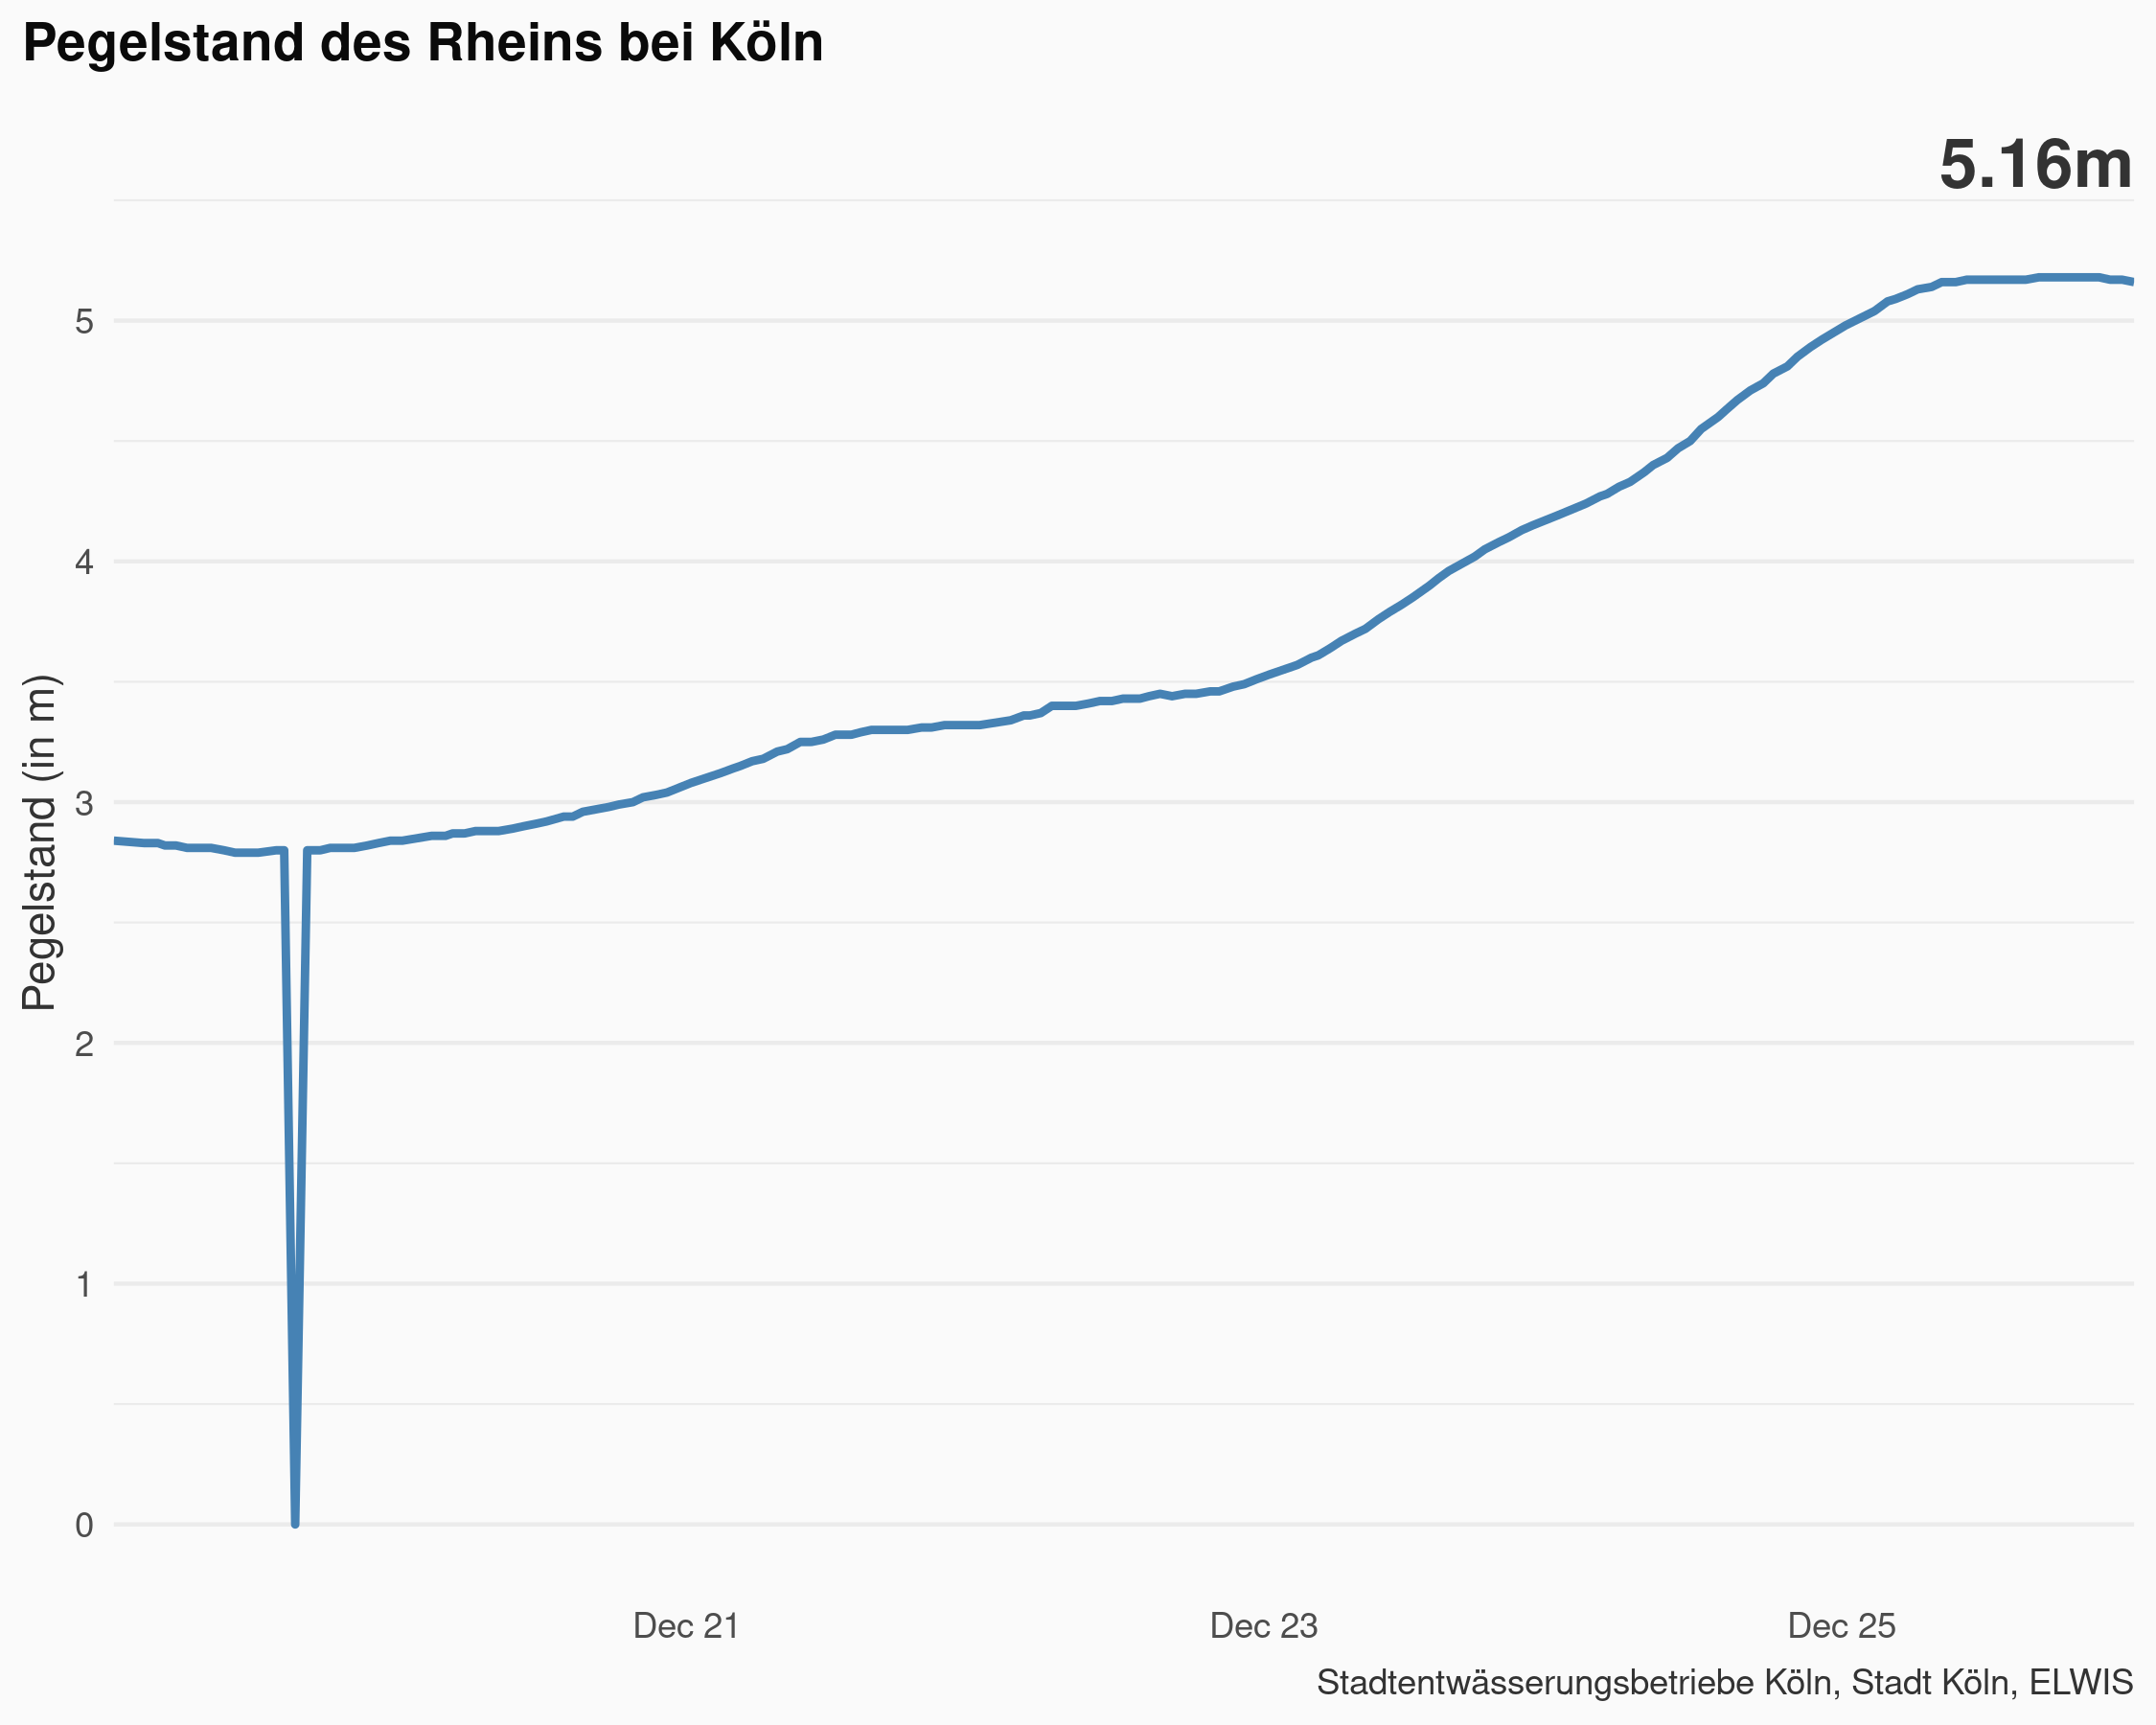 Pegelstand des Rheins bei Köln
5.16m
Pegelstand (in m)
5
4
3
2
1
0
Dec 21
Dec 23
Dec 25
Stadtentwässerungsbetriebe Köln, Stadt Köln, ELWIS